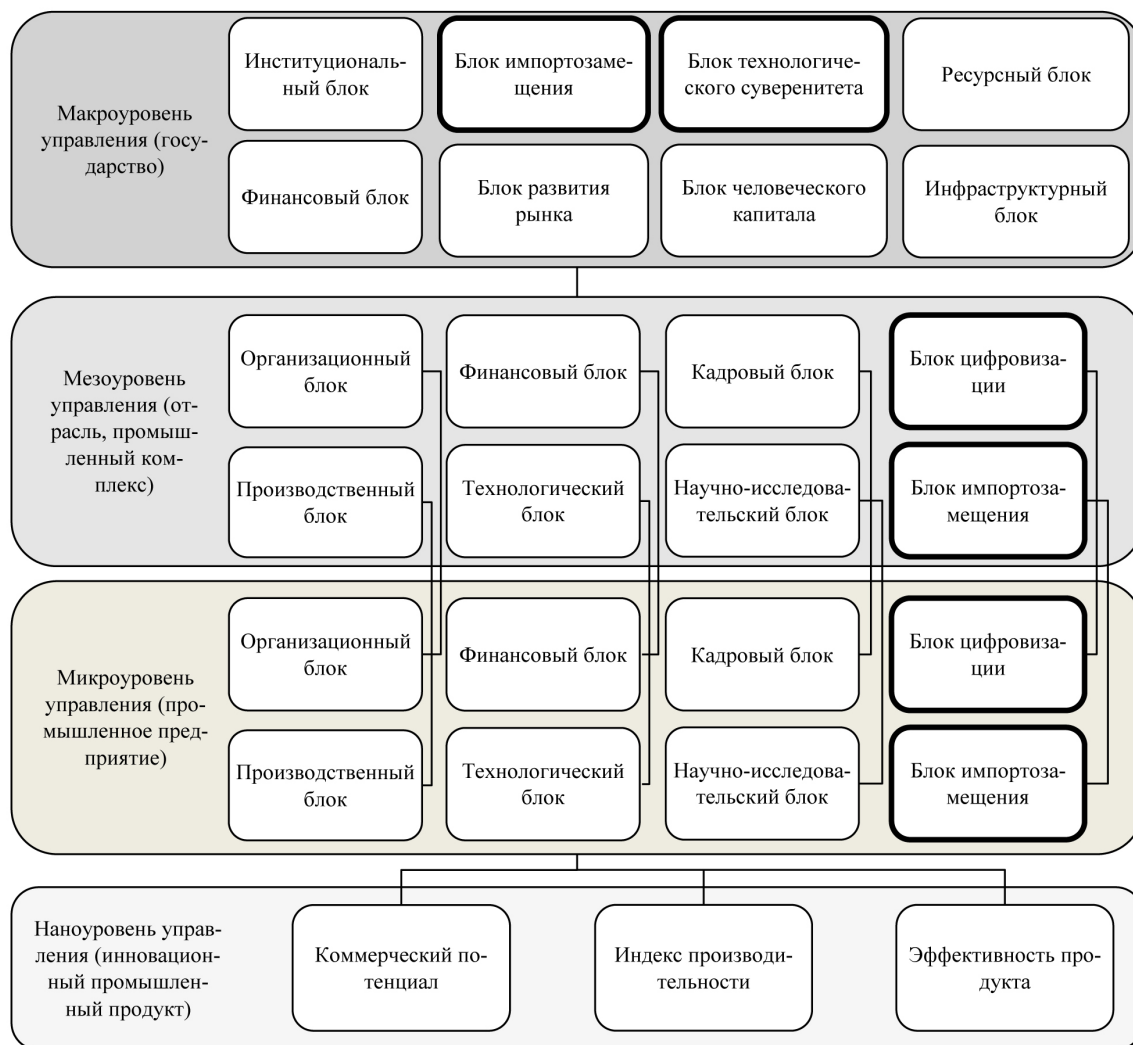 Макроуровень
управления (госу-
дарство)
Институциональ-
ный блок
Блок импортозаме-
щения
Блок технологиче-
ского суверенитета
Ресурсный блок
Финансовый блок
Блок развития
рынка
Блок человеческого
капитала
Инфраструктурный
блок
Мезоуровень
управления (от-
расль, промыш-
ленный ком-
плекс)
Организационный
блок
Финансовый блок
Кадровый блок
Блок цифровиза-
ции
Производственный
блок
Технологический
блок
Научно-исследова-
тельский блок
Блок импортоза-
мещения
Микроуровень
управления (про-
мышленное пред-
приятие)
Организационный
блок
Финансовый блок
Кадровый блок
Блок цифровиза-
ции
Производственный
блок
Технологический
блок
Научно-исследова-
тельский блок
Блок импортоза-
мещения
Наноуровень управ-
ления (инновацион-
ный промышлен-
ный продукт)
Коммерческий по-
тенциал
Индекс производи-
тельности
Эффективность про-
дукта